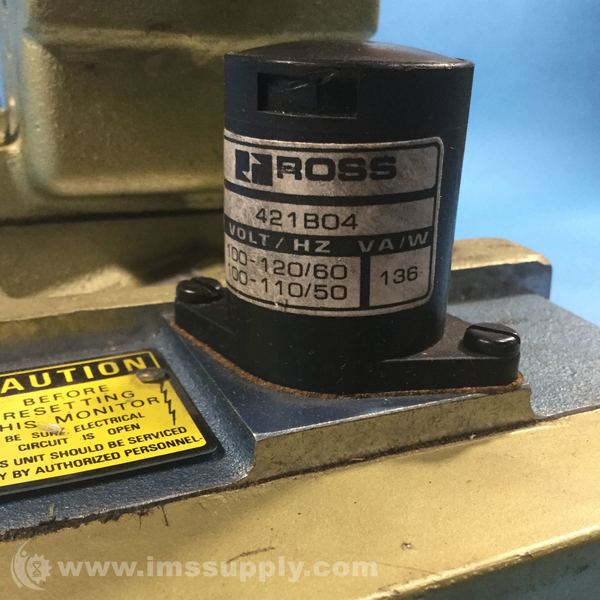 ROSS
421B04
VOLT/HZ VA/W
100-120/60
100-110/50
136
CAUTION
BEFORE
RESETTING
THIS MONITOR
BE SURE ELECTRICAL
CIRCUIT IS OPEN
UNIT SHOULD BE SERVICED
BY AUTHORIZED PERSONNEL
www.imssupply.com